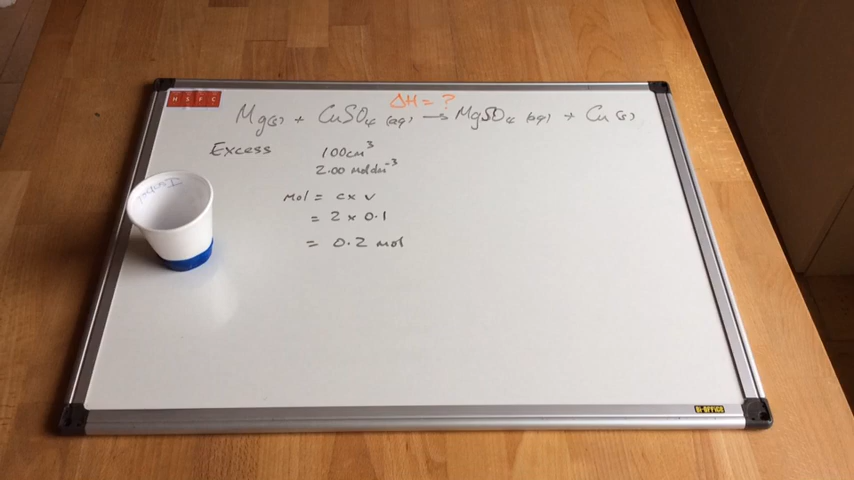 HSFC
ΔH = ?
Mg(s) + CuSO₄ (aq) → MgSO₄ (aq) + Cu (s)
Excess
100cm³
2.00 moldm⁻³
Mol = c x v
= 2 x 0.1
= 0.2 mol
Bi-OFFICE